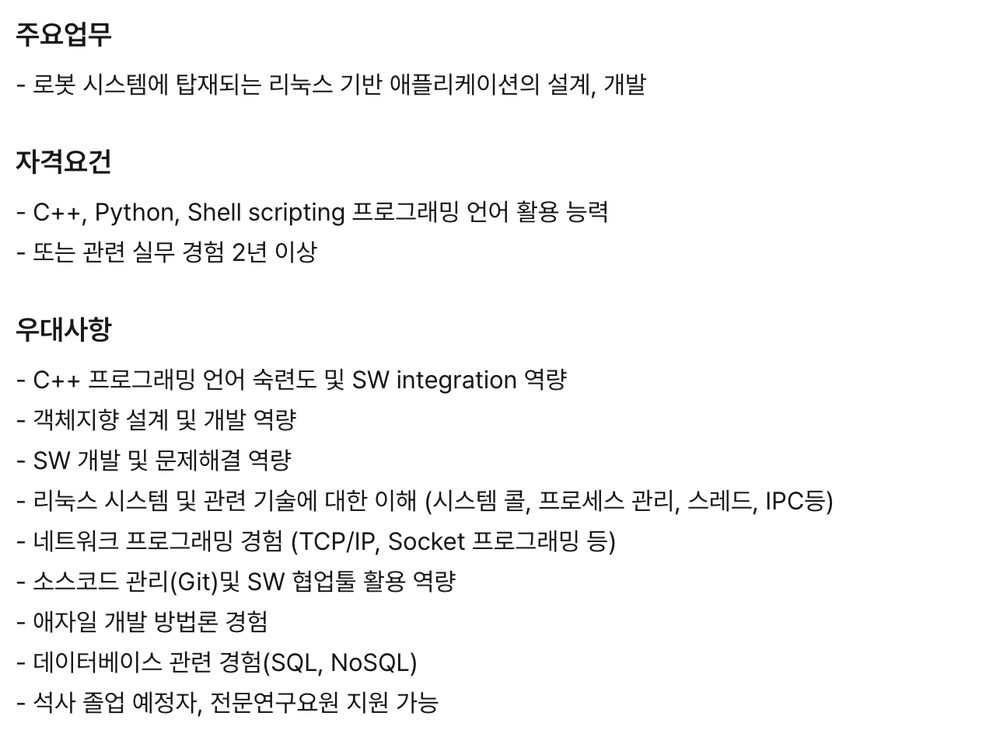 주요업무
- 로봇 시스템에 탑재되는 리눅스 기반 애플리케이션의 설계, 개발
자격요건
- C++, Python, Shell scripting 프로그래밍 언어 활용 능력
- 또는 관련 실무 경험 2년 이상
우대사항
- C++ 프로그래밍 언어 숙련도 및 SW integration 역량
- 객체지향 설계 및 개발 역량
- SW 개발 및 문제해결 역량
- 리눅스 시스템 및 관련 기술에 대한 이해 (시스템 콜, 프로세스 관리, 스레드, IPC등)
- 네트워크 프로그래밍 경험 (TCP/IP, Socket 프로그래밍 등)
- 소스코드 관리(Git)및 SW 협업툴 활용 역량
- 애자일 개발 방법론 경험
- 데이터베이스 관련 경험(SQL, NoSQL)
- 석사 졸업 예정자, 전문연구요원 지원 가능